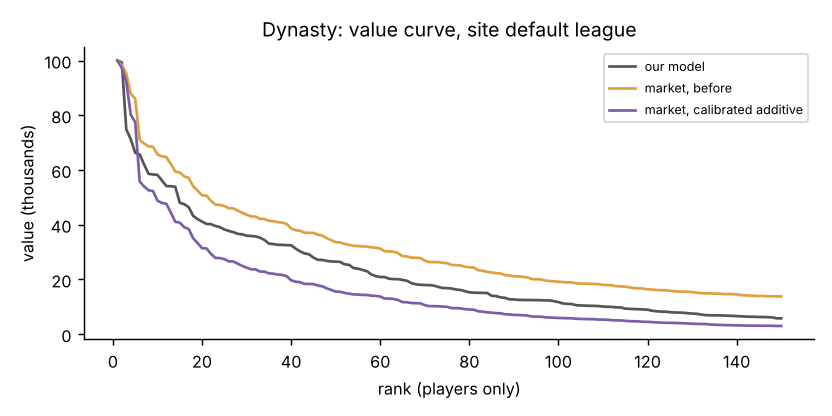 Dynasty: value curve, site default league
our model
market, before
market, calibrated additive
value (thousands)
100
80
60
40
20
0
0 20 40 60 80 100 120 140
rank (players only)